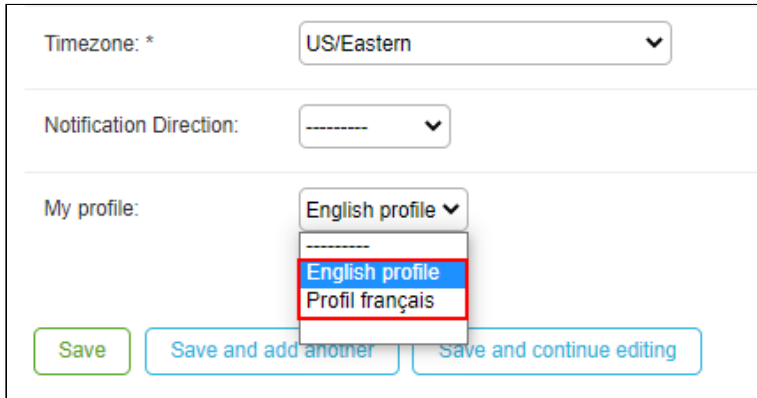 Timezone: * US/Eastern
Notification Direction: ---------
My profile: English profile
---------
English profile
Profil français
Save Save and add another Save and continue editing